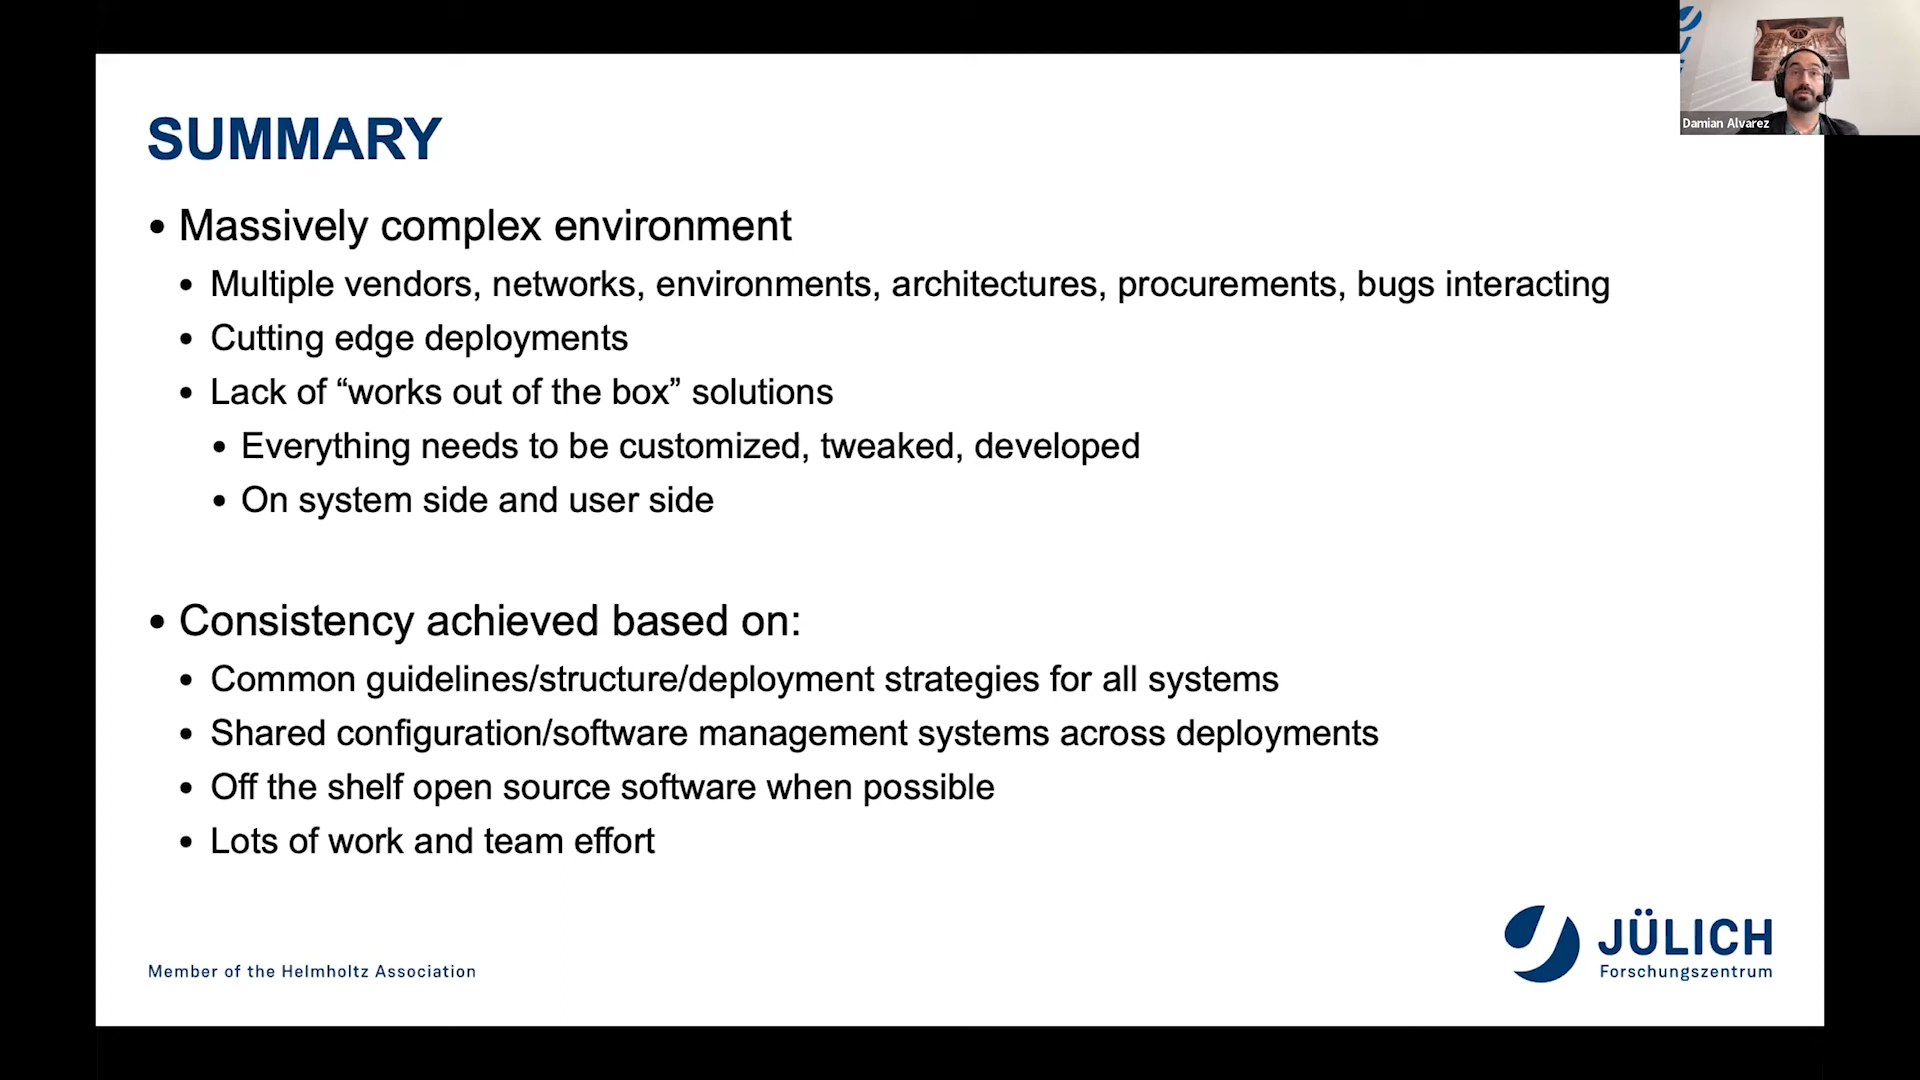 Damian Alvarez
SUMMARY
• Massively complex environment
• Multiple vendors, networks, environments, architectures, procurements, bugs interacting
• Cutting edge deployments
• Lack of “works out of the box” solutions
• Everything needs to be customized, tweaked, developed
• On system side and user side
• Consistency achieved based on:
• Common guidelines/structure/deployment strategies for all systems
• Shared configuration/software management systems across deployments
• Off the shelf open source software when possible
• Lots of work and team effort
Member of the Helmholtz Association
JÜLICH
Forschungszentrum